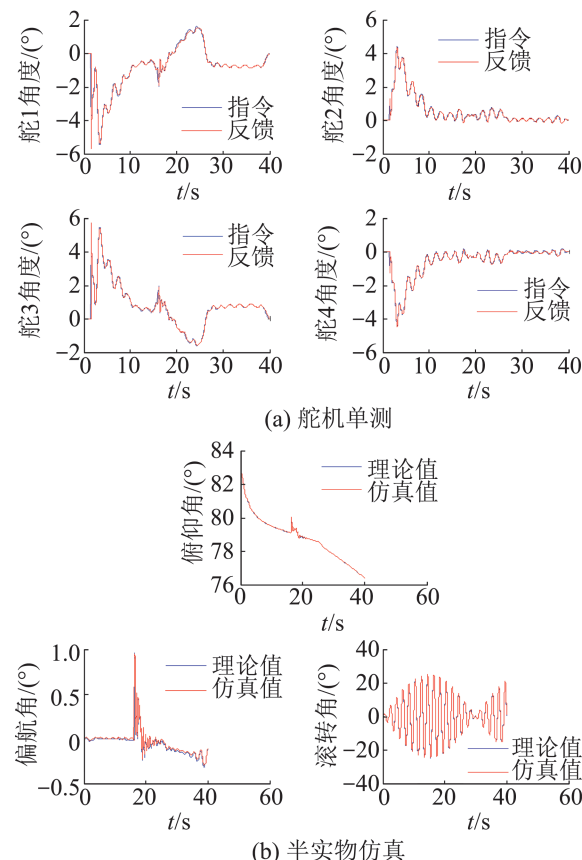 舵1角度/(°)
2
0
−2
−4
−6
指令
反馈
0 10 20 30 40
t/s
舵2角度/(°)
6
4
2
0
−2
指令
反馈
0 10 20 30 40
t/s
舵3角度/(°)
6
4
2
0
−2
指令
反馈
0 10 20 30 40
t/s
舵4角度/(°)
2
0
−2
−4
−6
指令
反馈
0 10 20 30 40
t/s
(a) 舵机单测
俯仰角/(°)
84
82
80
78
76
理论值
仿真值
0 20 40 60
t/s
偏航角/(°)
1.0
0.5
0
−0.5
理论值
仿真值
0 20 40 60
t/s
滚转角/(°)
40
20
0
−20
−40
理论值
仿真值
0 20 40 60
t/s
(b) 半实物仿真